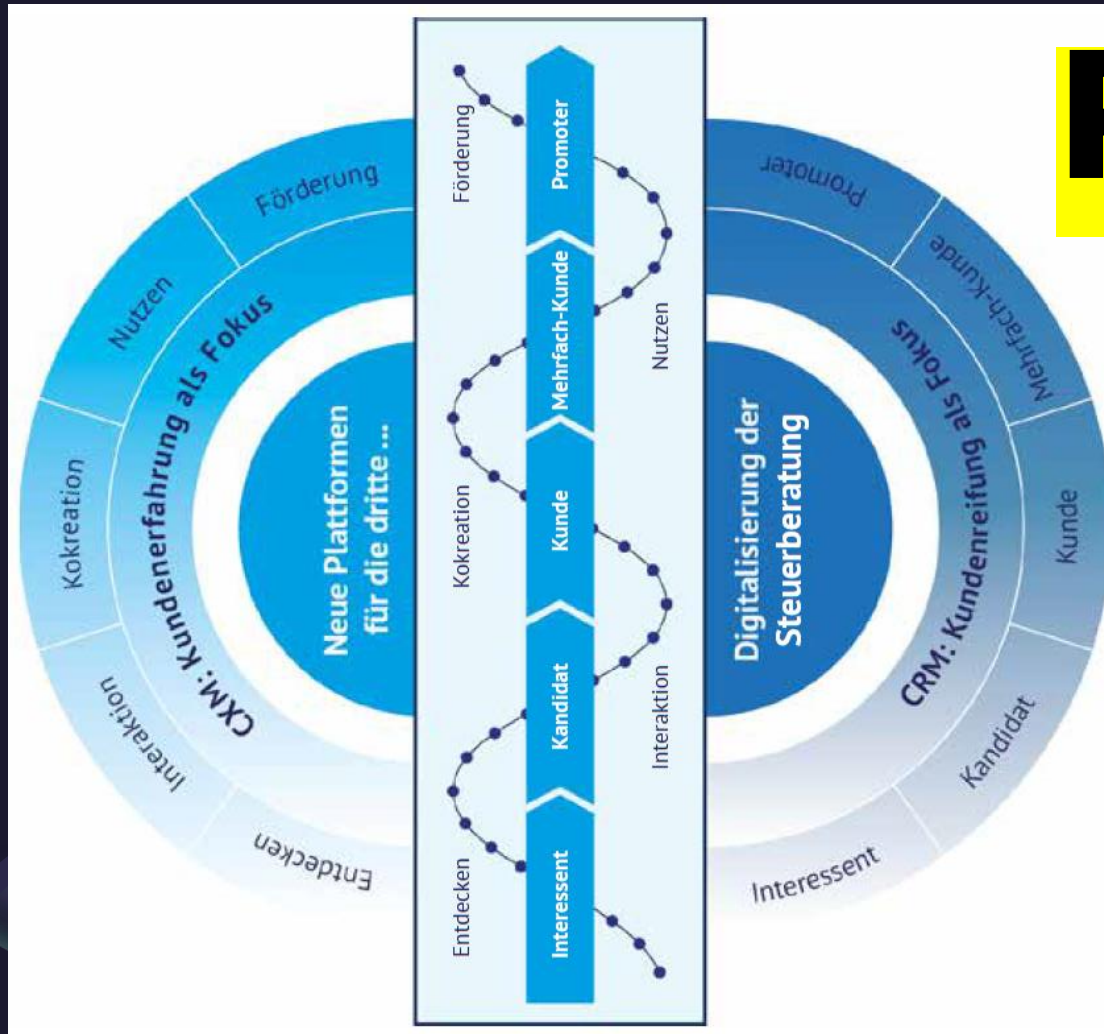 Förderung
Nutzen
Kokreation
Interaktion
Entdecken
CXM: Kundenerfahrung als Fokus
Neue Plattformen
für die dritte ...
Förderung
Kokreation
Entdecken
Promoter
Mehrfach-Kunde
Kunde
Kandidat
Interessent
Nutzen
Interaktion
Digitalisierung der
Steuerberatung
CRM: Kundenreifung als Fokus
Promoter
Mehrfach-Kunde
Kunde
Kandidat
Interessent